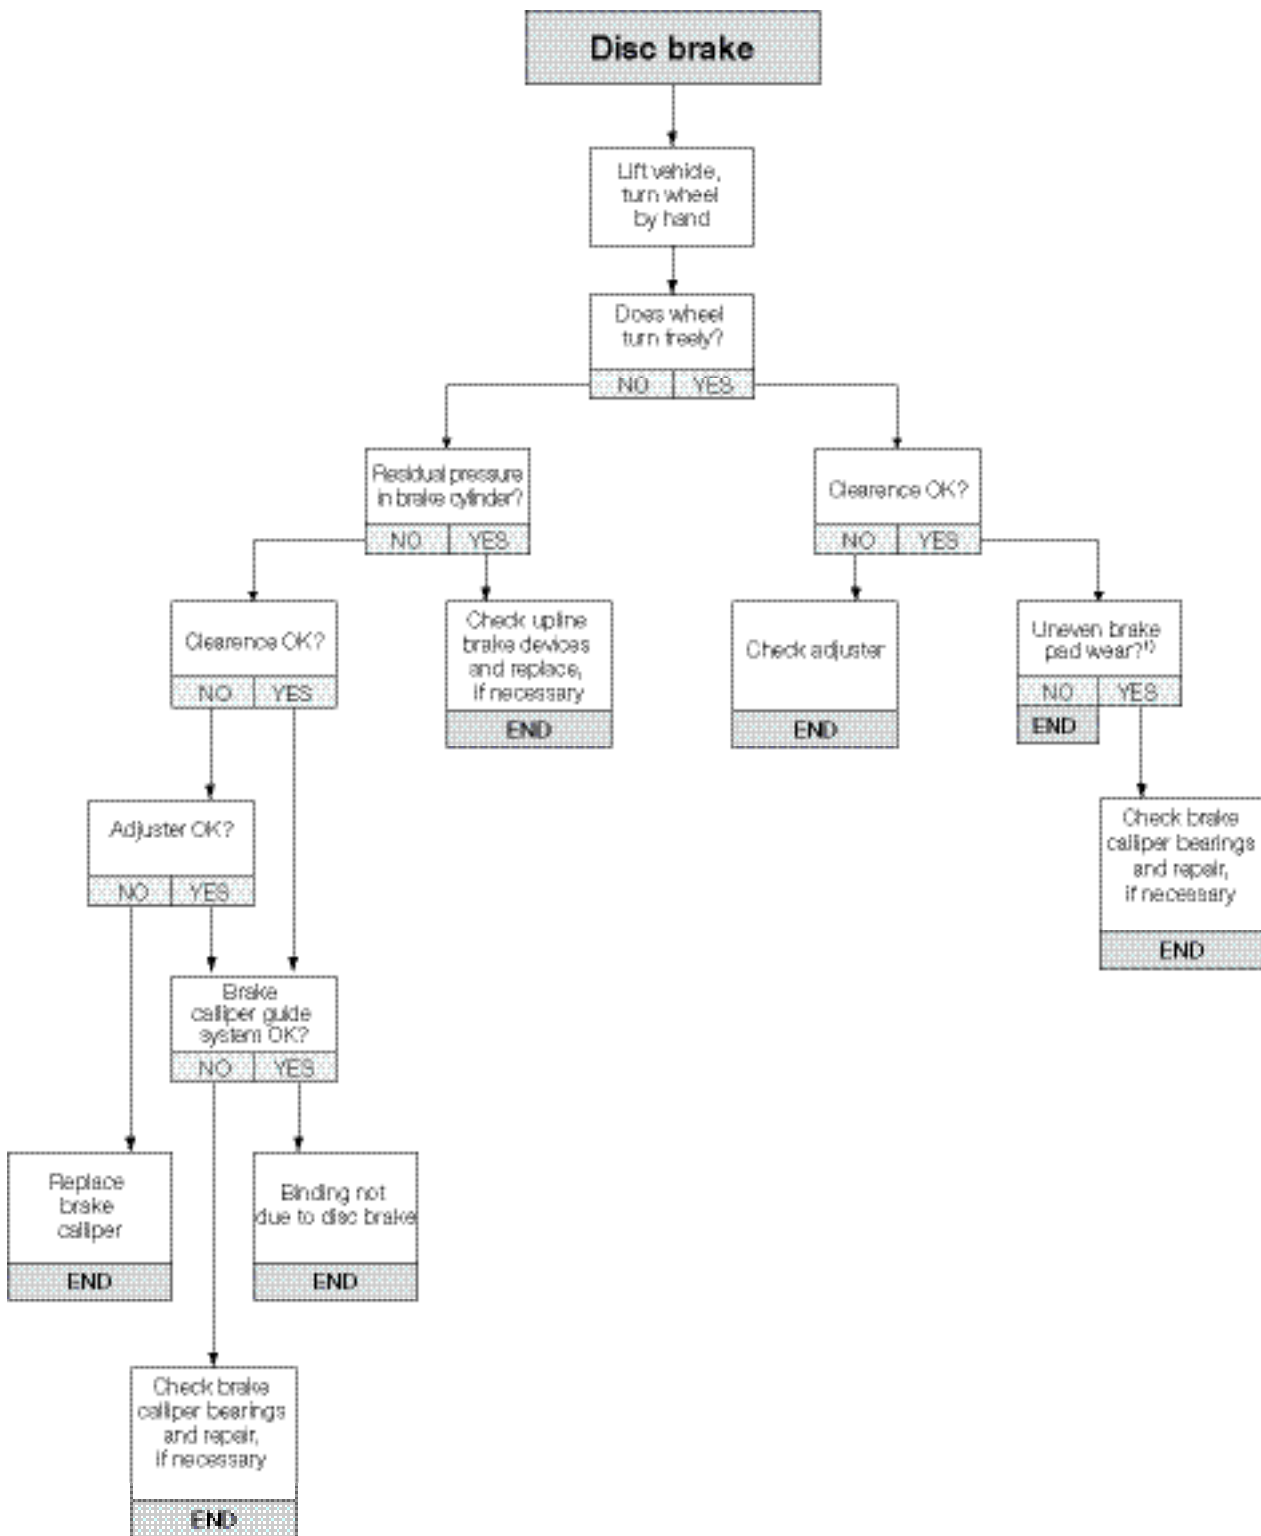 Disc brake
Lift vehicle,
turn wheel
by hand
Does wheel
turn freely?
NO YES
Residual pressure
in brake cylinder?
NO YES
Clearence OK?
NO YES
Clearence OK?
NO YES
Check upline
brake devices
and replace,
if necessary
END
Check adjuster
END
Uneven brake
pad wear?¹⁾
NO YES
END
Adjuster OK?
NO YES
Check brake
calliper bearings
and repair,
if necessary
END
Brake
calliper guide
system OK?
NO YES
Replace
brake
calliper
END
Binding not
due to disc brake
END
Check brake
calliper bearings
and repair,
if necessary
END